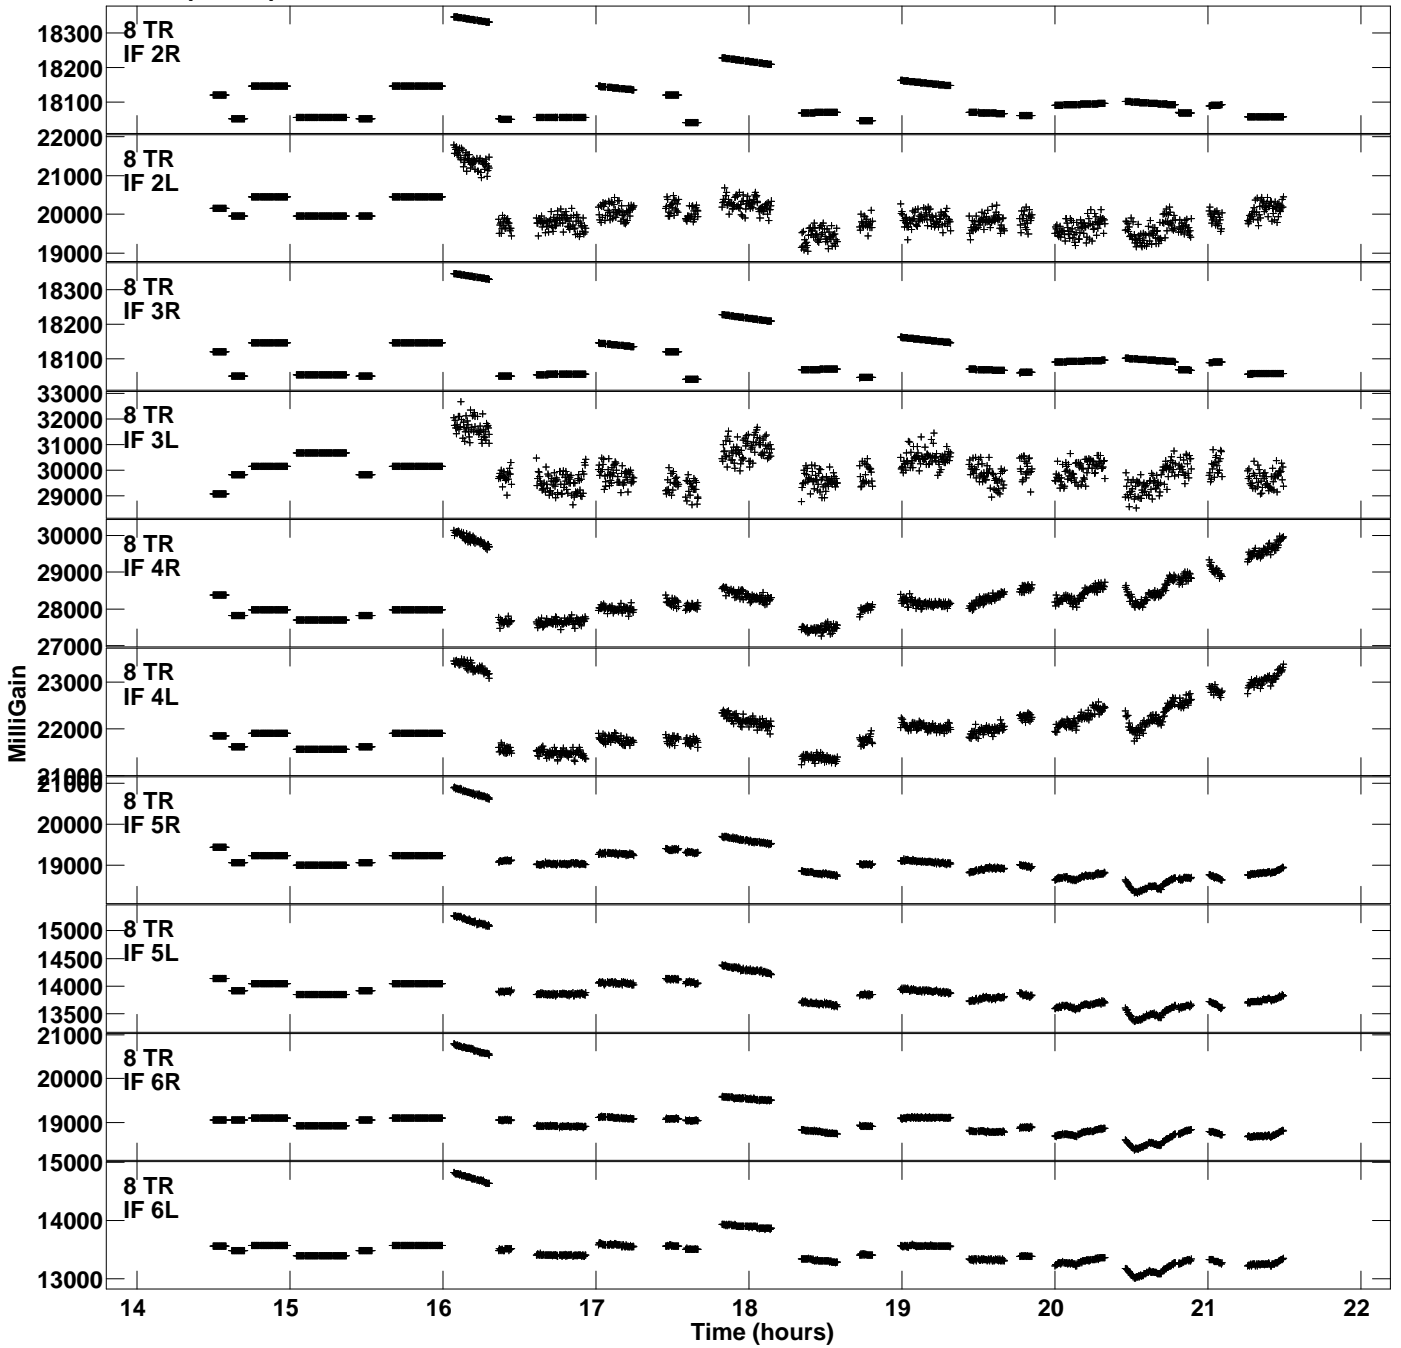 8 TR
IF 2R
18300
18200
18100
8 TR
IF 2L
22000
21000
20000
19000
8 TR
IF 3R
18300
18200
18100
8 TR
IF 3L
33000
32000
31000
30000
29000
8 TR
IF 4R
30000
29000
28000
27000
8 TR
IF 4L
23000
22000
21000
MilliGain
8 TR
IF 5R
21000
20000
19000
8 TR
IF 5L
15000
14500
14000
13500
8 TR
IF 6R
21000
20000
19000
8 TR
IF 6L
15000
14000
13000
14 15 16 17 18 19 20 21 22
Time (hours)